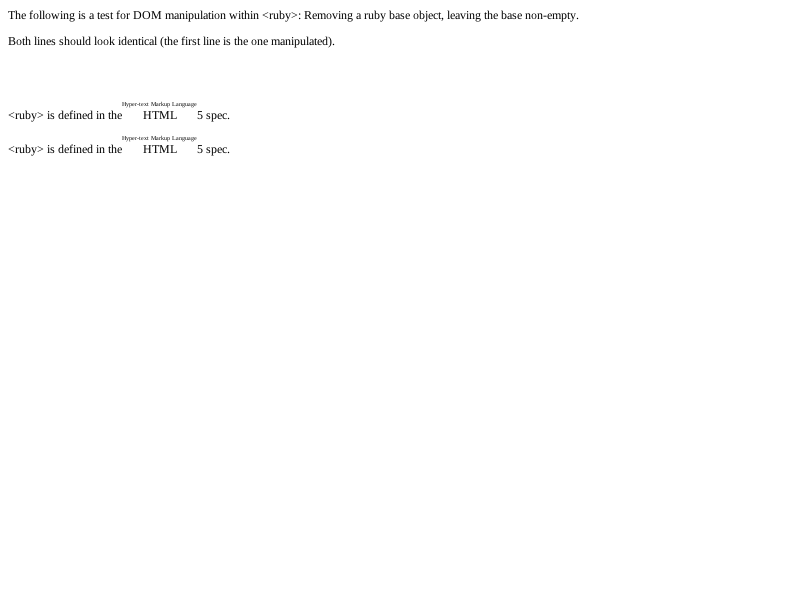 The following is a test for DOM manipulation within <ruby>: Removing a ruby base object, leaving the base non-empty.
Both lines should look identical (the first line is the one manipulated).
Hyper-text Markup Language
<ruby> is defined in the HTML 5 spec.
Hyper-text Markup Language
<ruby> is defined in the HTML 5 spec.